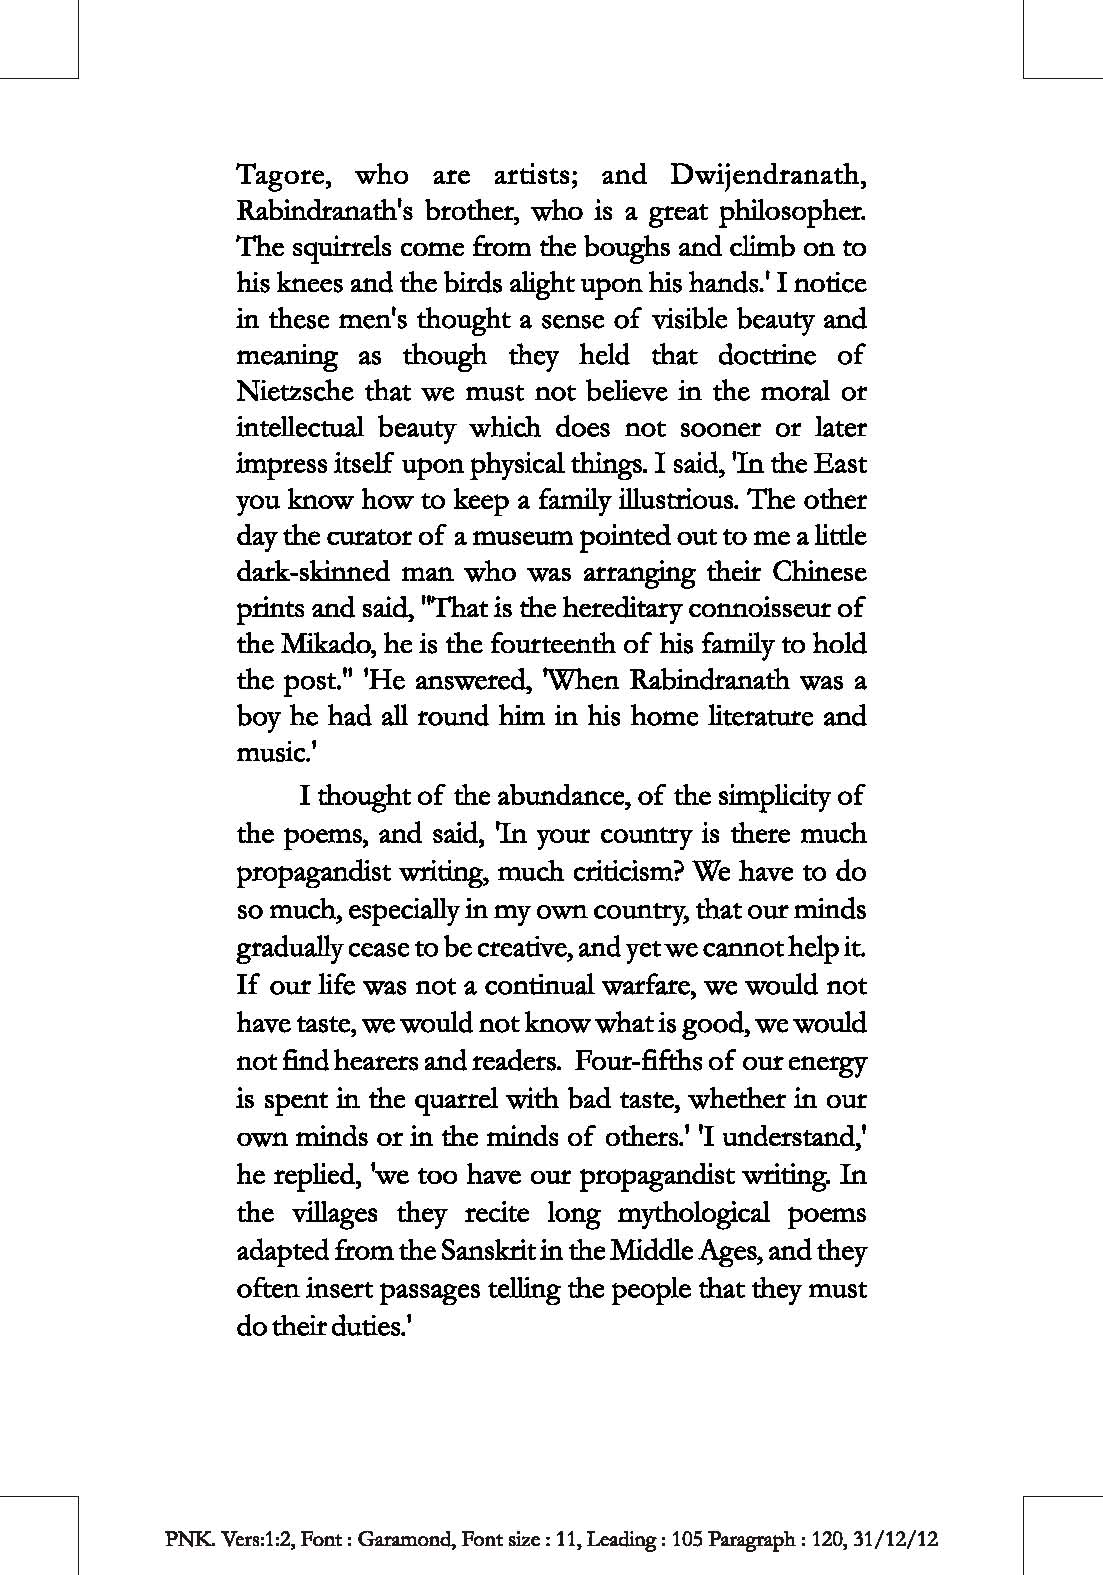 Tagore, who are artists; and Dwijendranath,
Rabindranath's brother, who is a great philosopher.
The squirrels come from the boughs and climb on to
his knees and the birds alight upon his hands.' I notice
in these men's thought a sense of visible beauty and
meaning as though they held that doctrine of
Nietzsche that we must not believe in the moral or
intellectual beauty which does not sooner or later
impress itself upon physical things. I said, 'In the East
you know how to keep a family illustrious. The other
day the curator of a museum pointed out to me a little
dark-skinned man who was arranging their Chinese
prints and said, "That is the hereditary connoisseur of
the Mikado, he is the fourteenth of his family to hold
the post." 'He answered, 'When Rabindranath was a
boy he had all round him in his home literature and
music.'
I thought of the abundance, of the simplicity of
the poems, and said, 'In your country is there much
propagandist writing, much criticism? We have to do
so much, especially in my own country, that our minds
gradually cease to be creative, and yet we cannot help it.
If our life was not a continual warfare, we would not
have taste, we would not know what is good, we would
not find hearers and readers. Four-fifths of our energy
is spent in the quarrel with bad taste, whether in our
own minds or in the minds of others.' 'I understand,'
he replied, 'we too have our propagandist writing. In
the villages they recite long mythological poems
adapted from the Sanskrit in the Middle Ages, and they
often insert passages telling the people that they must
do their duties.'
PNK. Vers:1:2, Font : Garamond, Font size : 11, Leading : 105 Paragraph : 120, 31/12/12